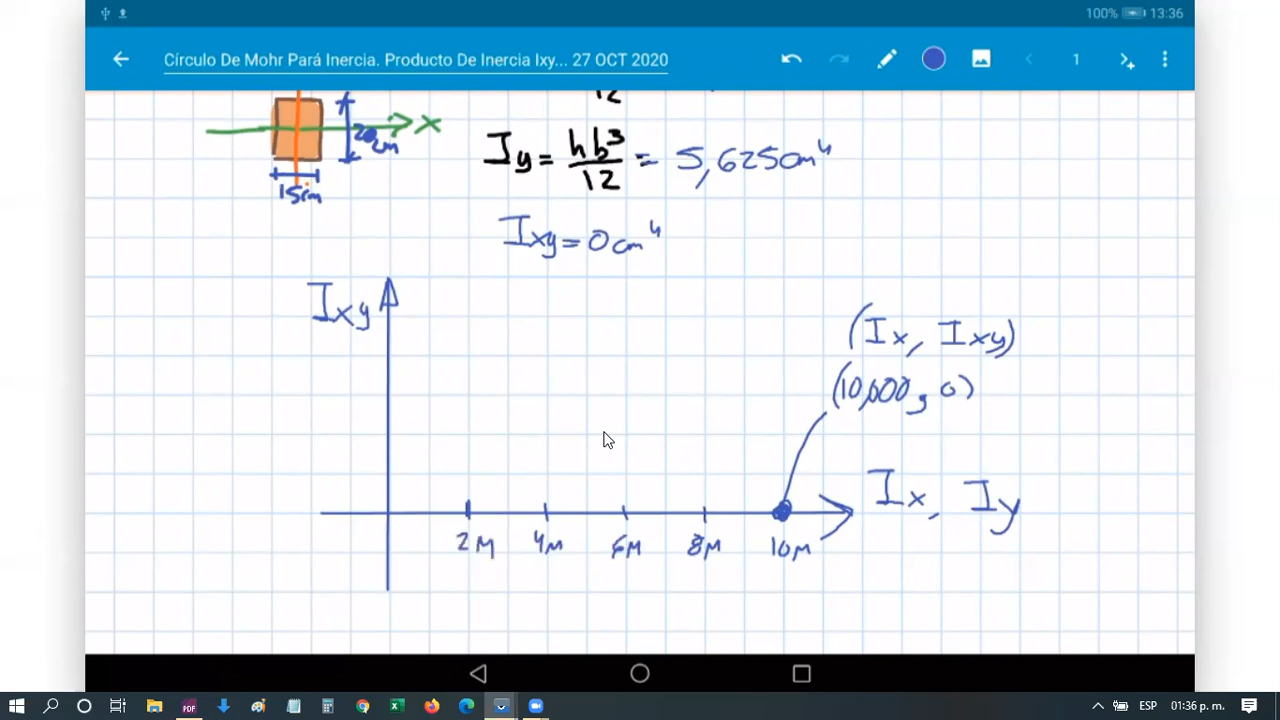 100% 13:36
Círculo De Mohr Pará Inercia. Producto De Inercia Ixy... 27 OCT 2020
1
12
x
20cm
15cm
Iy = hb³/12 = 5,625cm⁴
Ixy = 0cm⁴
Ixy
(Ix, Ixy)
(10,000, 0)
Ix, Iy
2M 4M 6M 8M 10M
ESP 01:36 p. m.